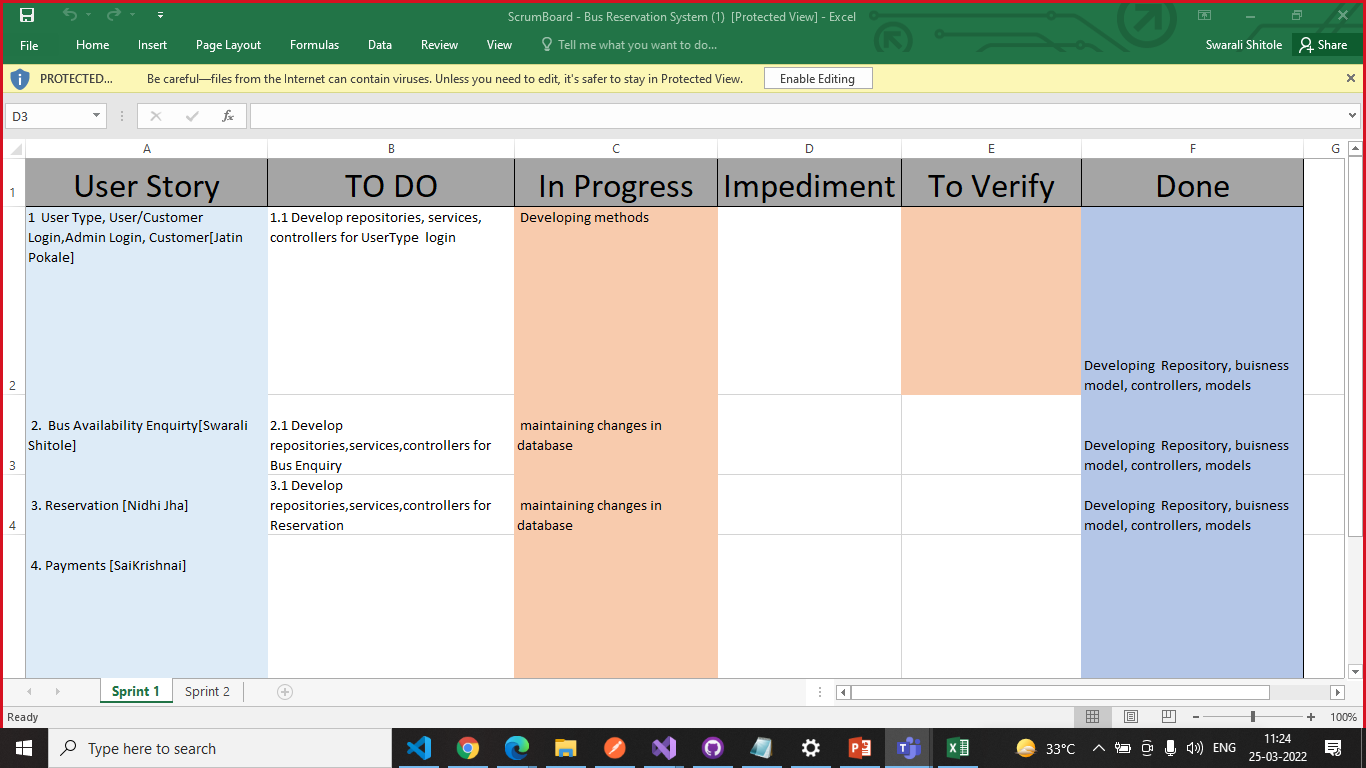 ScrumBoard - Bus Reservation System (1) [Protected View] - Excel
File Home Insert Page Layout Formulas Data Review View Tell me what you want to do... Swarali Shitole Share
PROTECTED... Be careful—files from the Internet can contain viruses. Unless you need to edit, it's safer to stay in Protected View. Enable Editing
D3 fx
A B C D E F G
1 User Story TO DO In Progress Impediment To Verify Done
1 User Type, User/Customer
Login,Admin Login, Customer[Jatin
Pokale]
1.1 Develop repositories, services,
controllers for UserType login
Developing methods
Developing Repository, buisness
model, controllers, models
2
2. Bus Availability Enquirty[Swarali
Shitole]
2.1 Develop
repositories,services,controllers for
Bus Enquiry
maintaining changes in
database
Developing Repository, buisness
model, controllers, models
3
3. Reservation [Nidhi Jha]
3.1 Develop
repositories,services,controllers for
Reservation
maintaining changes in
database
Developing Repository, buisness
model, controllers, models
4
4. Payments [SaiKrishnai]
Sprint 1 Sprint 2
Ready 100%
Type here to search 33°C ENG 11:24
25-03-2022